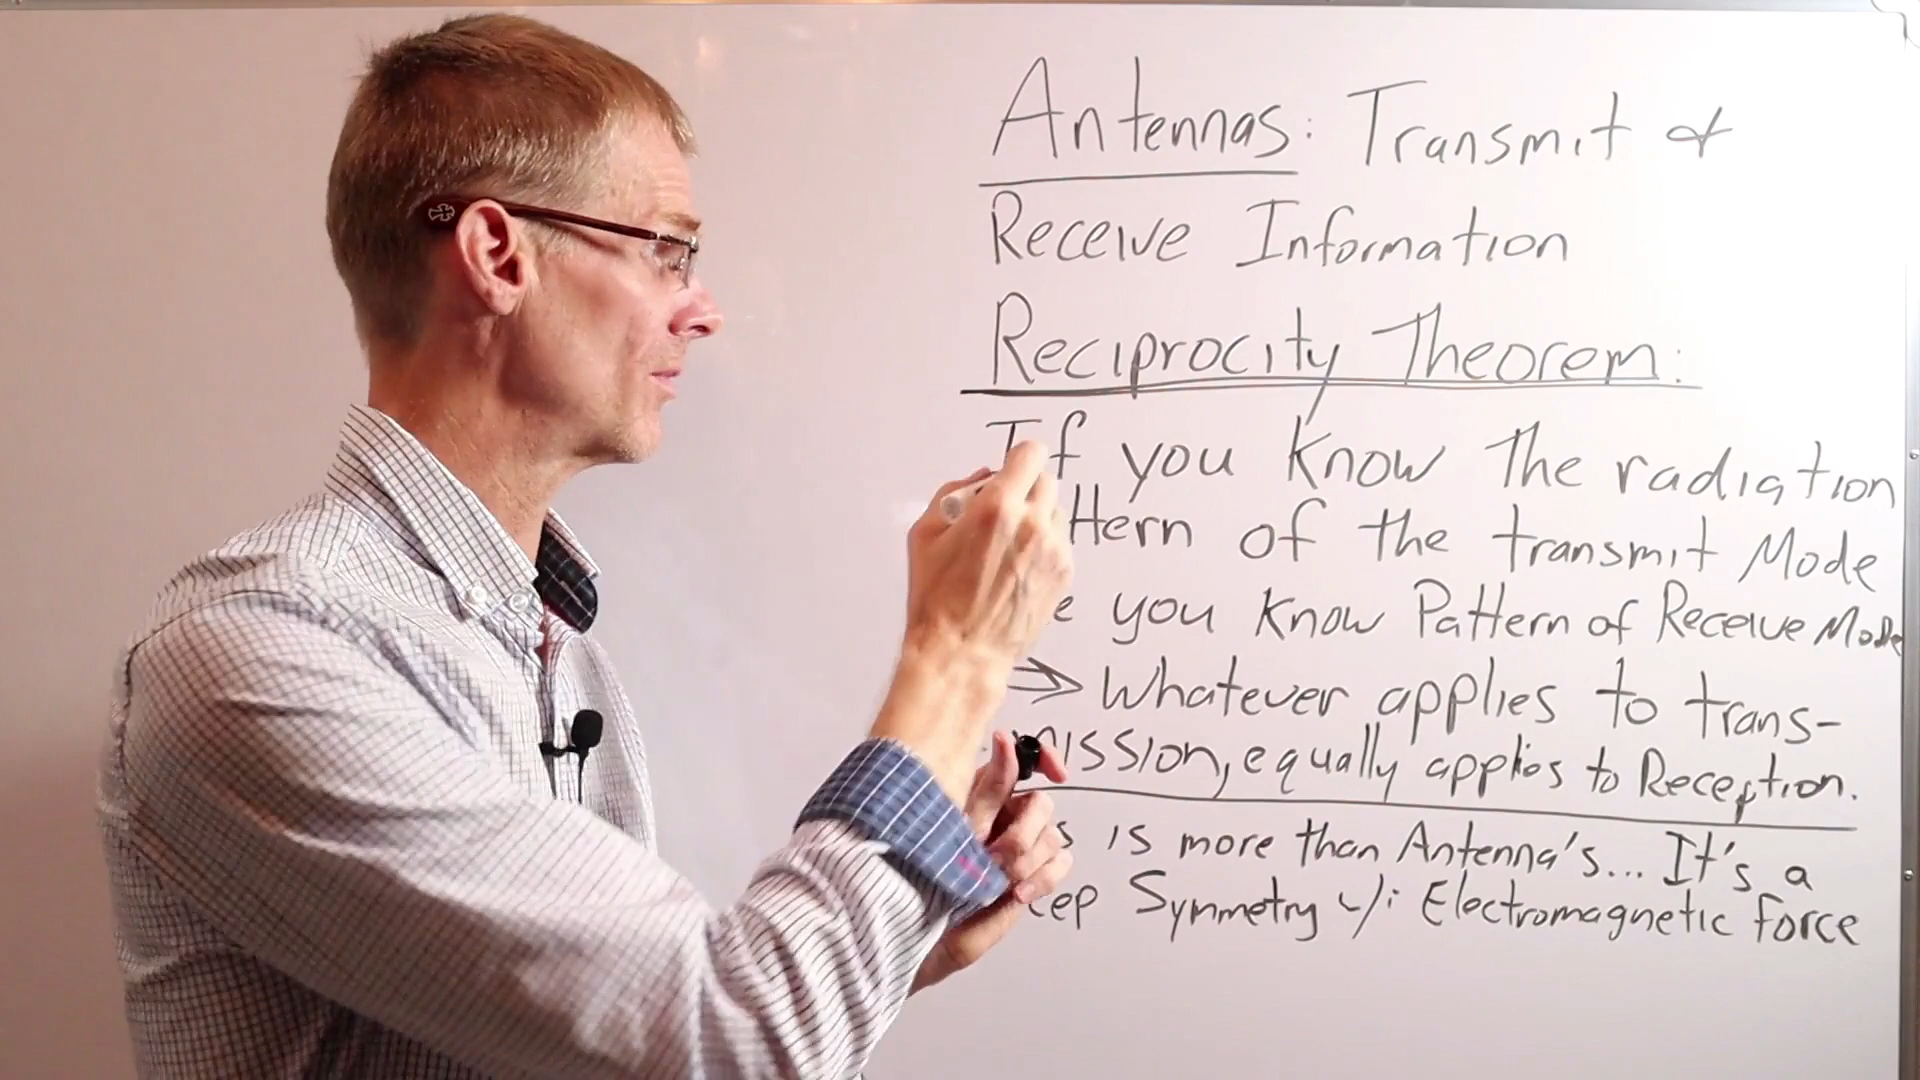 Antennas: Transmit &
Receive Information
Reciprocity Theorem:
If you know the radiation
ttern of the transmit Mode
e you know Pattern of Receive Mode
⇒ Whatever applies to trans-
mission, equally applies to Reception.
s is more than Antenna's... It's a
eep Symmetry w/i Electromagnetic force